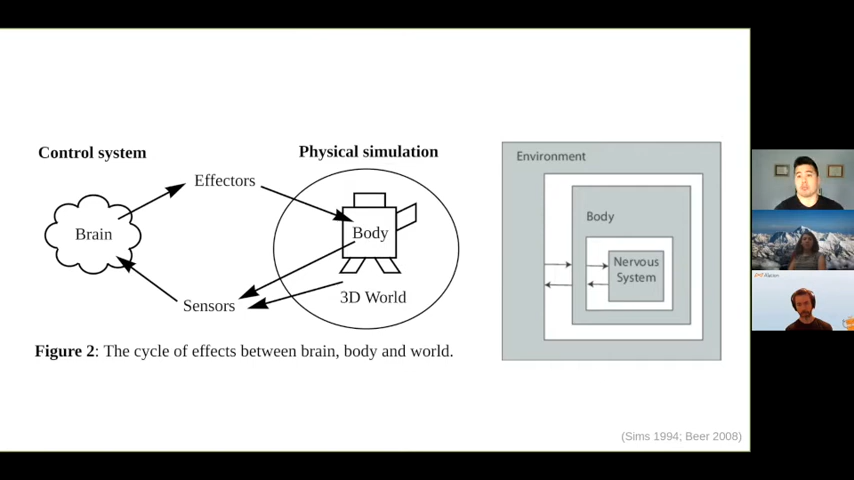 Control system
Physical simulation
Effectors
Brain
Body
Sensors
3D World
Figure 2: The cycle of effects between brain, body and world.
Environment
Body
Nervous
System
(Sims 1994; Beer 2008)